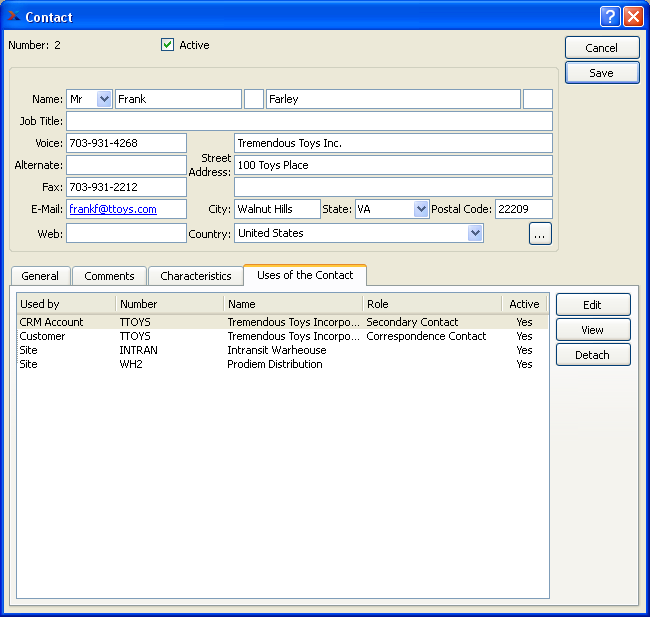 Contact
Number: 2 Active Cancel
Save
Name: Mr Frank Farley
Job Title:
Voice: 703-931-4268 Tremendous Toys Inc.
Alternate: Street Address: 100 Toys Place
Fax: 703-931-2212
E-Mail: frankf@ttoys.com City: Walnut Hills State: VA Postal Code: 22209
Web: Country: United States ...
General Comments Characteristics Uses of the Contact
Used by Number Name Role Active Edit
CRM Account TTOYS Tremendous Toys Incorpo... Secondary Contact Yes View
Customer TTOYS Tremendous Toys Incorpo... Correspondence Contact Yes
Site INTRAN Intransit Warheouse Yes Detach
Site WH2 Prodiem Distribution Yes